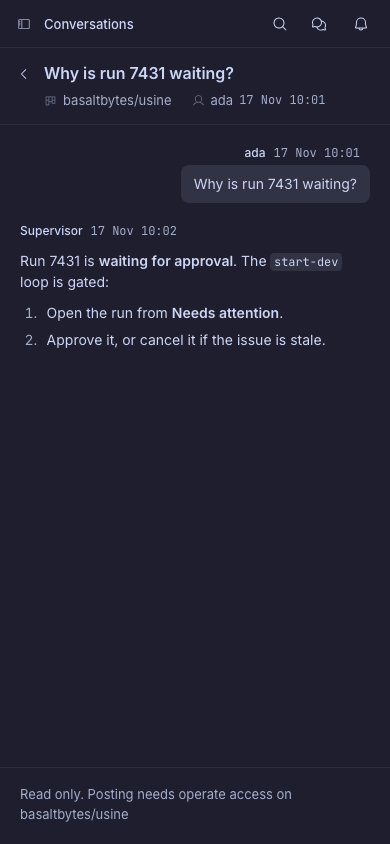 Conversations
Why is run 7431 waiting?
basaltbytes/usine ada 17 Nov 10:01
ada 17 Nov 10:01
Why is run 7431 waiting?
Supervisor 17 Nov 10:02
Run 7431 is waiting for approval. The start-dev
loop is gated:
1. Open the run from Needs attention.
2. Approve it, or cancel it if the issue is stale.
Read only. Posting needs operate access on
basaltbytes/usine